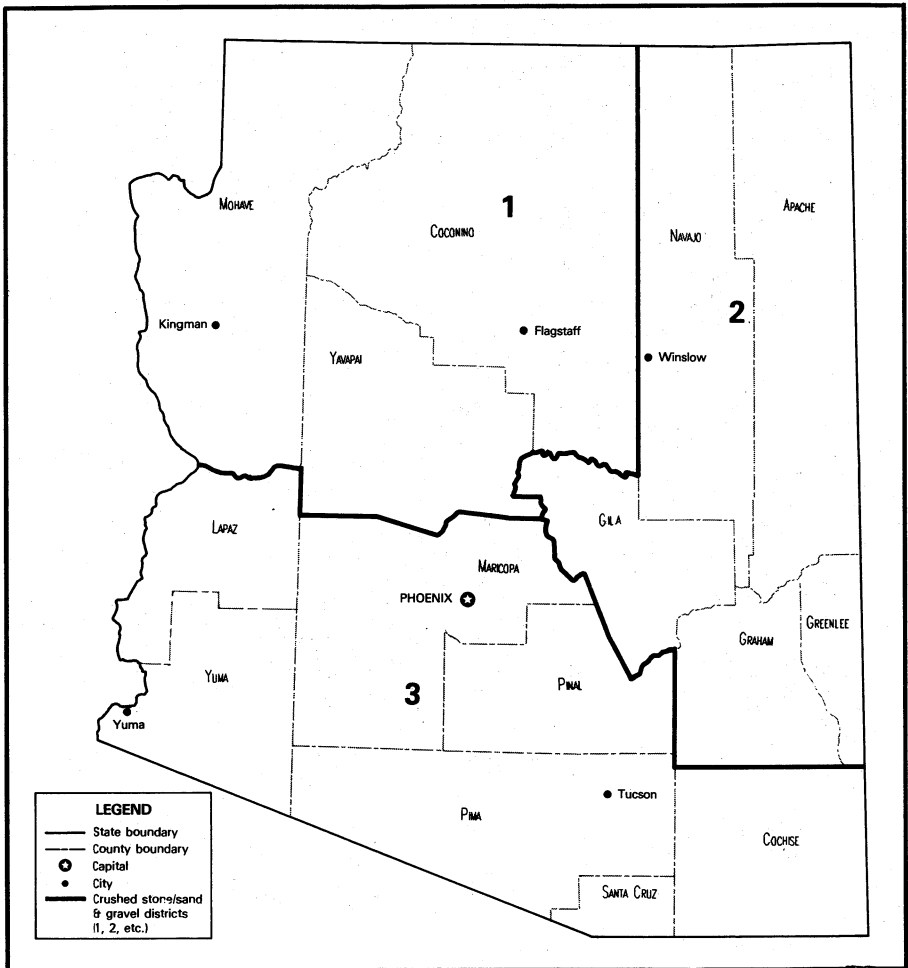 MOHAVE
1
COCONINO
NAVAJO
APACHE
2
Kingman
Flagstaff
YAVAPAI
Winslow
LAPAZ
GILA
MARICOPA
PHOENIX
GREENLEE
GRAHAM
YUMA
PINAL
3
Yuma
Tucson
PIMA
COCHISE
SANTA CRUZ
LEGEND
State boundary
County boundary
Capital
City
Crushed stone/sand
& gravel districts
(1, 2, etc.)